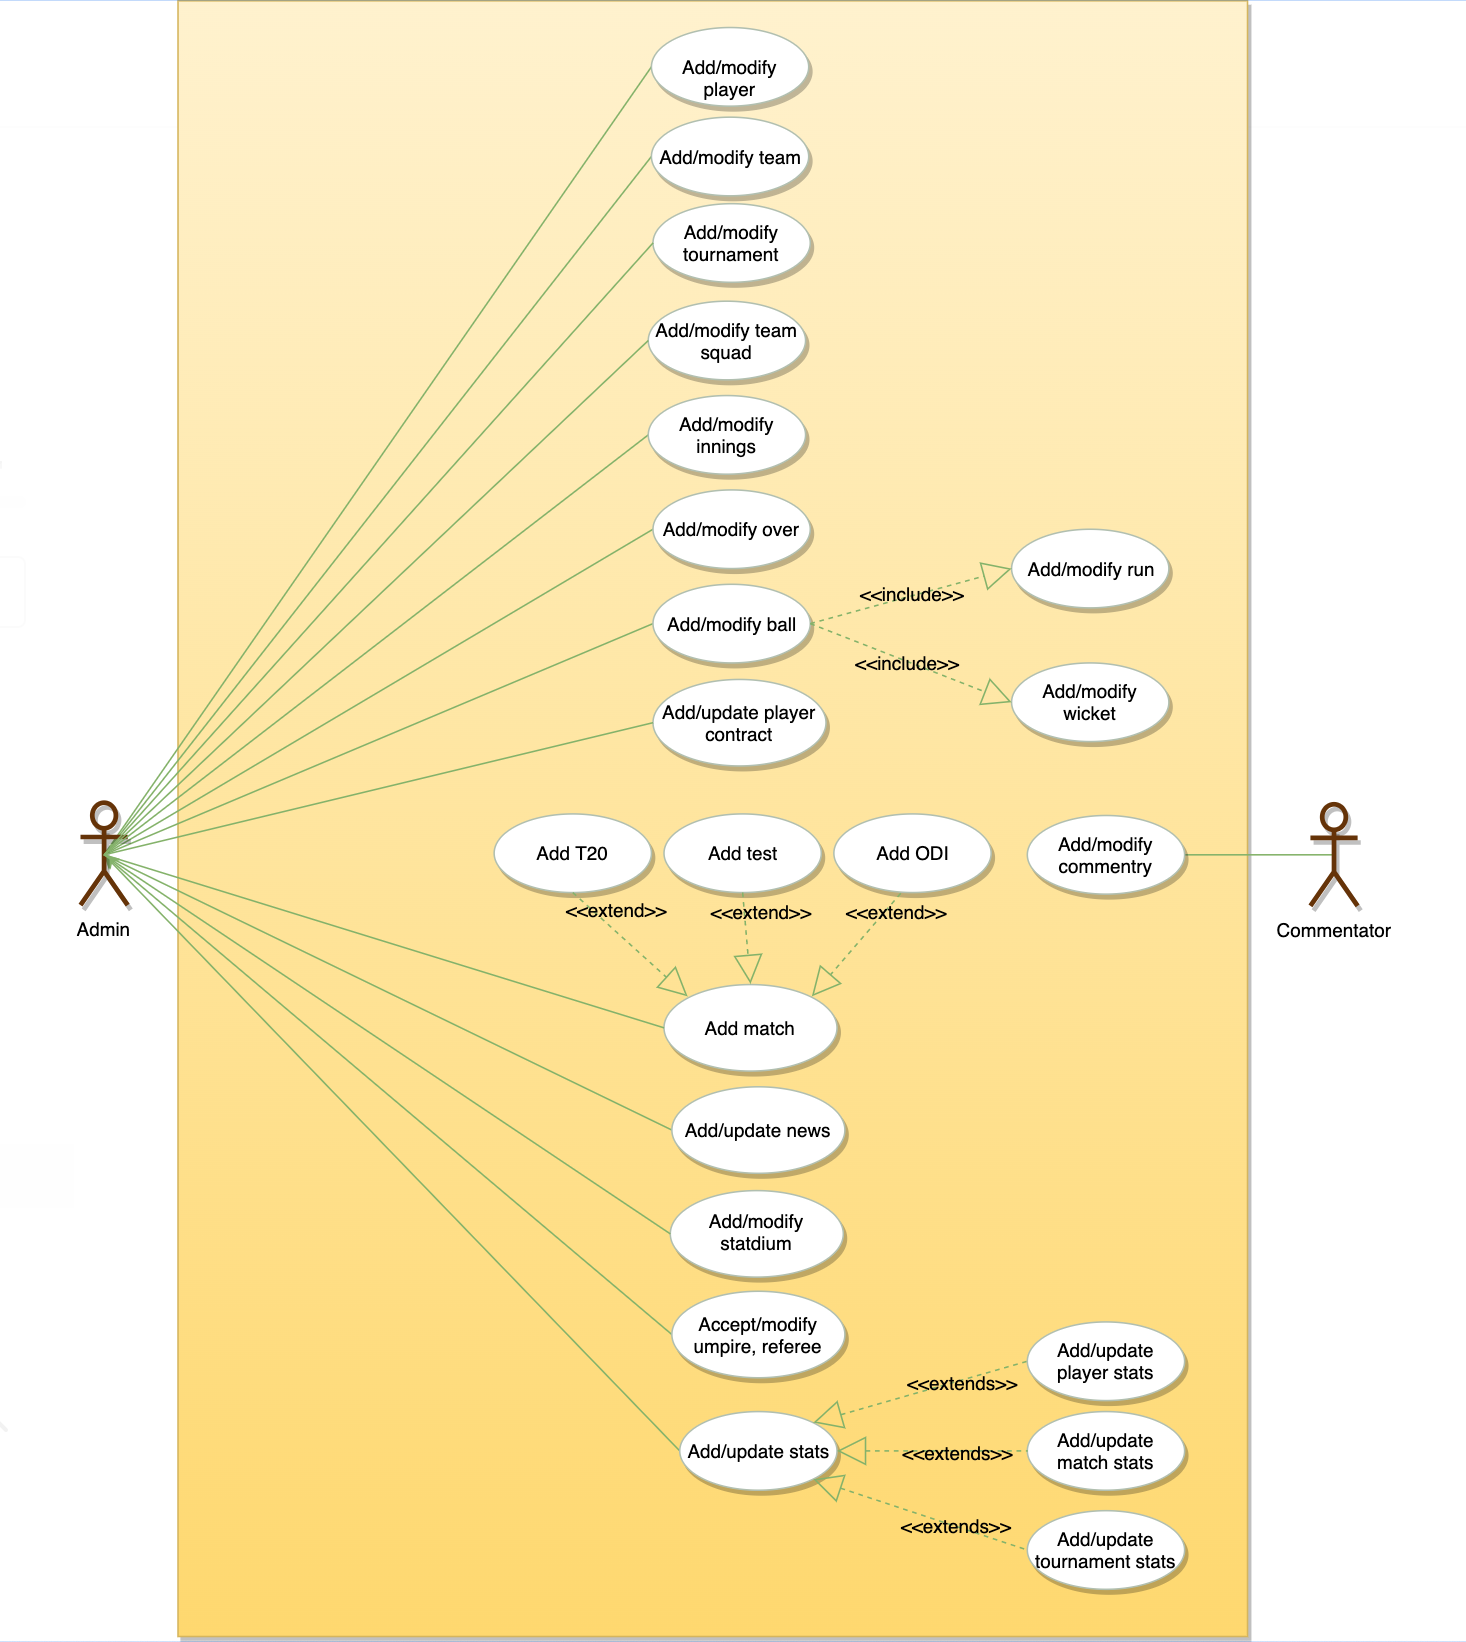 Add/modify
player
Add/modify team
Add/modify
tournament
Add/modify team
squad
Add/modify
innings
Add/modify over
Add/modify run
<<include>>
Add/modify ball
<<include>>
Add/modify
wicket
Add/update player
contract
Add T20
Add test
Add ODI
Add/modify
commentry
<<extend>>
<<extend>>
<<extend>>
Admin
Commentator
Add match
Add/update news
Add/modify
statdium
Accept/modify
umpire, referee
Add/update
player stats
<<extends>>
Add/update stats
<<extends>>
Add/update
match stats
<<extends>>
Add/update
tournament stats